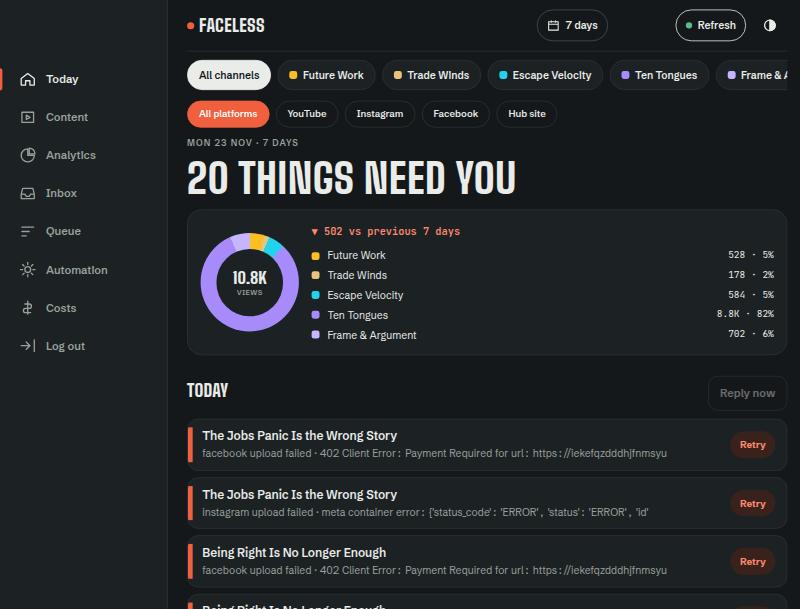 FACELESS
7 days
Refresh
Today
Content
Analytics
Inbox
Queue
Automation
Costs
Log out
All channels
Future Work
Trade Winds
Escape Velocity
Ten Tongues
Frame & A
All platforms
YouTube
Instagram
Facebook
Hub site
MON 23 NOV · 7 DAYS
20 THINGS NEED YOU
10.8K
VIEWS
▼ 502 vs previous 7 days
Future Work 528 · 5%
Trade Winds 178 · 2%
Escape Velocity 584 · 5%
Ten Tongues 8.8K · 82%
Frame & Argument 702 · 6%
TODAY
Reply now
The Jobs Panic Is the Wrong Story
facebook upload failed · 402 Client Error: Payment Required for url: https://iekefqzdddhjfnmsyu
Retry
The Jobs Panic Is the Wrong Story
instagram upload failed · meta container error: {'status_code': 'ERROR', 'status': 'ERROR', 'id'
Retry
Being Right Is No Longer Enough
facebook upload failed · 402 Client Error: Payment Required for url: https://iekefqzdddhjfnmsyu
Retry
Being Right Is No Longer Enough